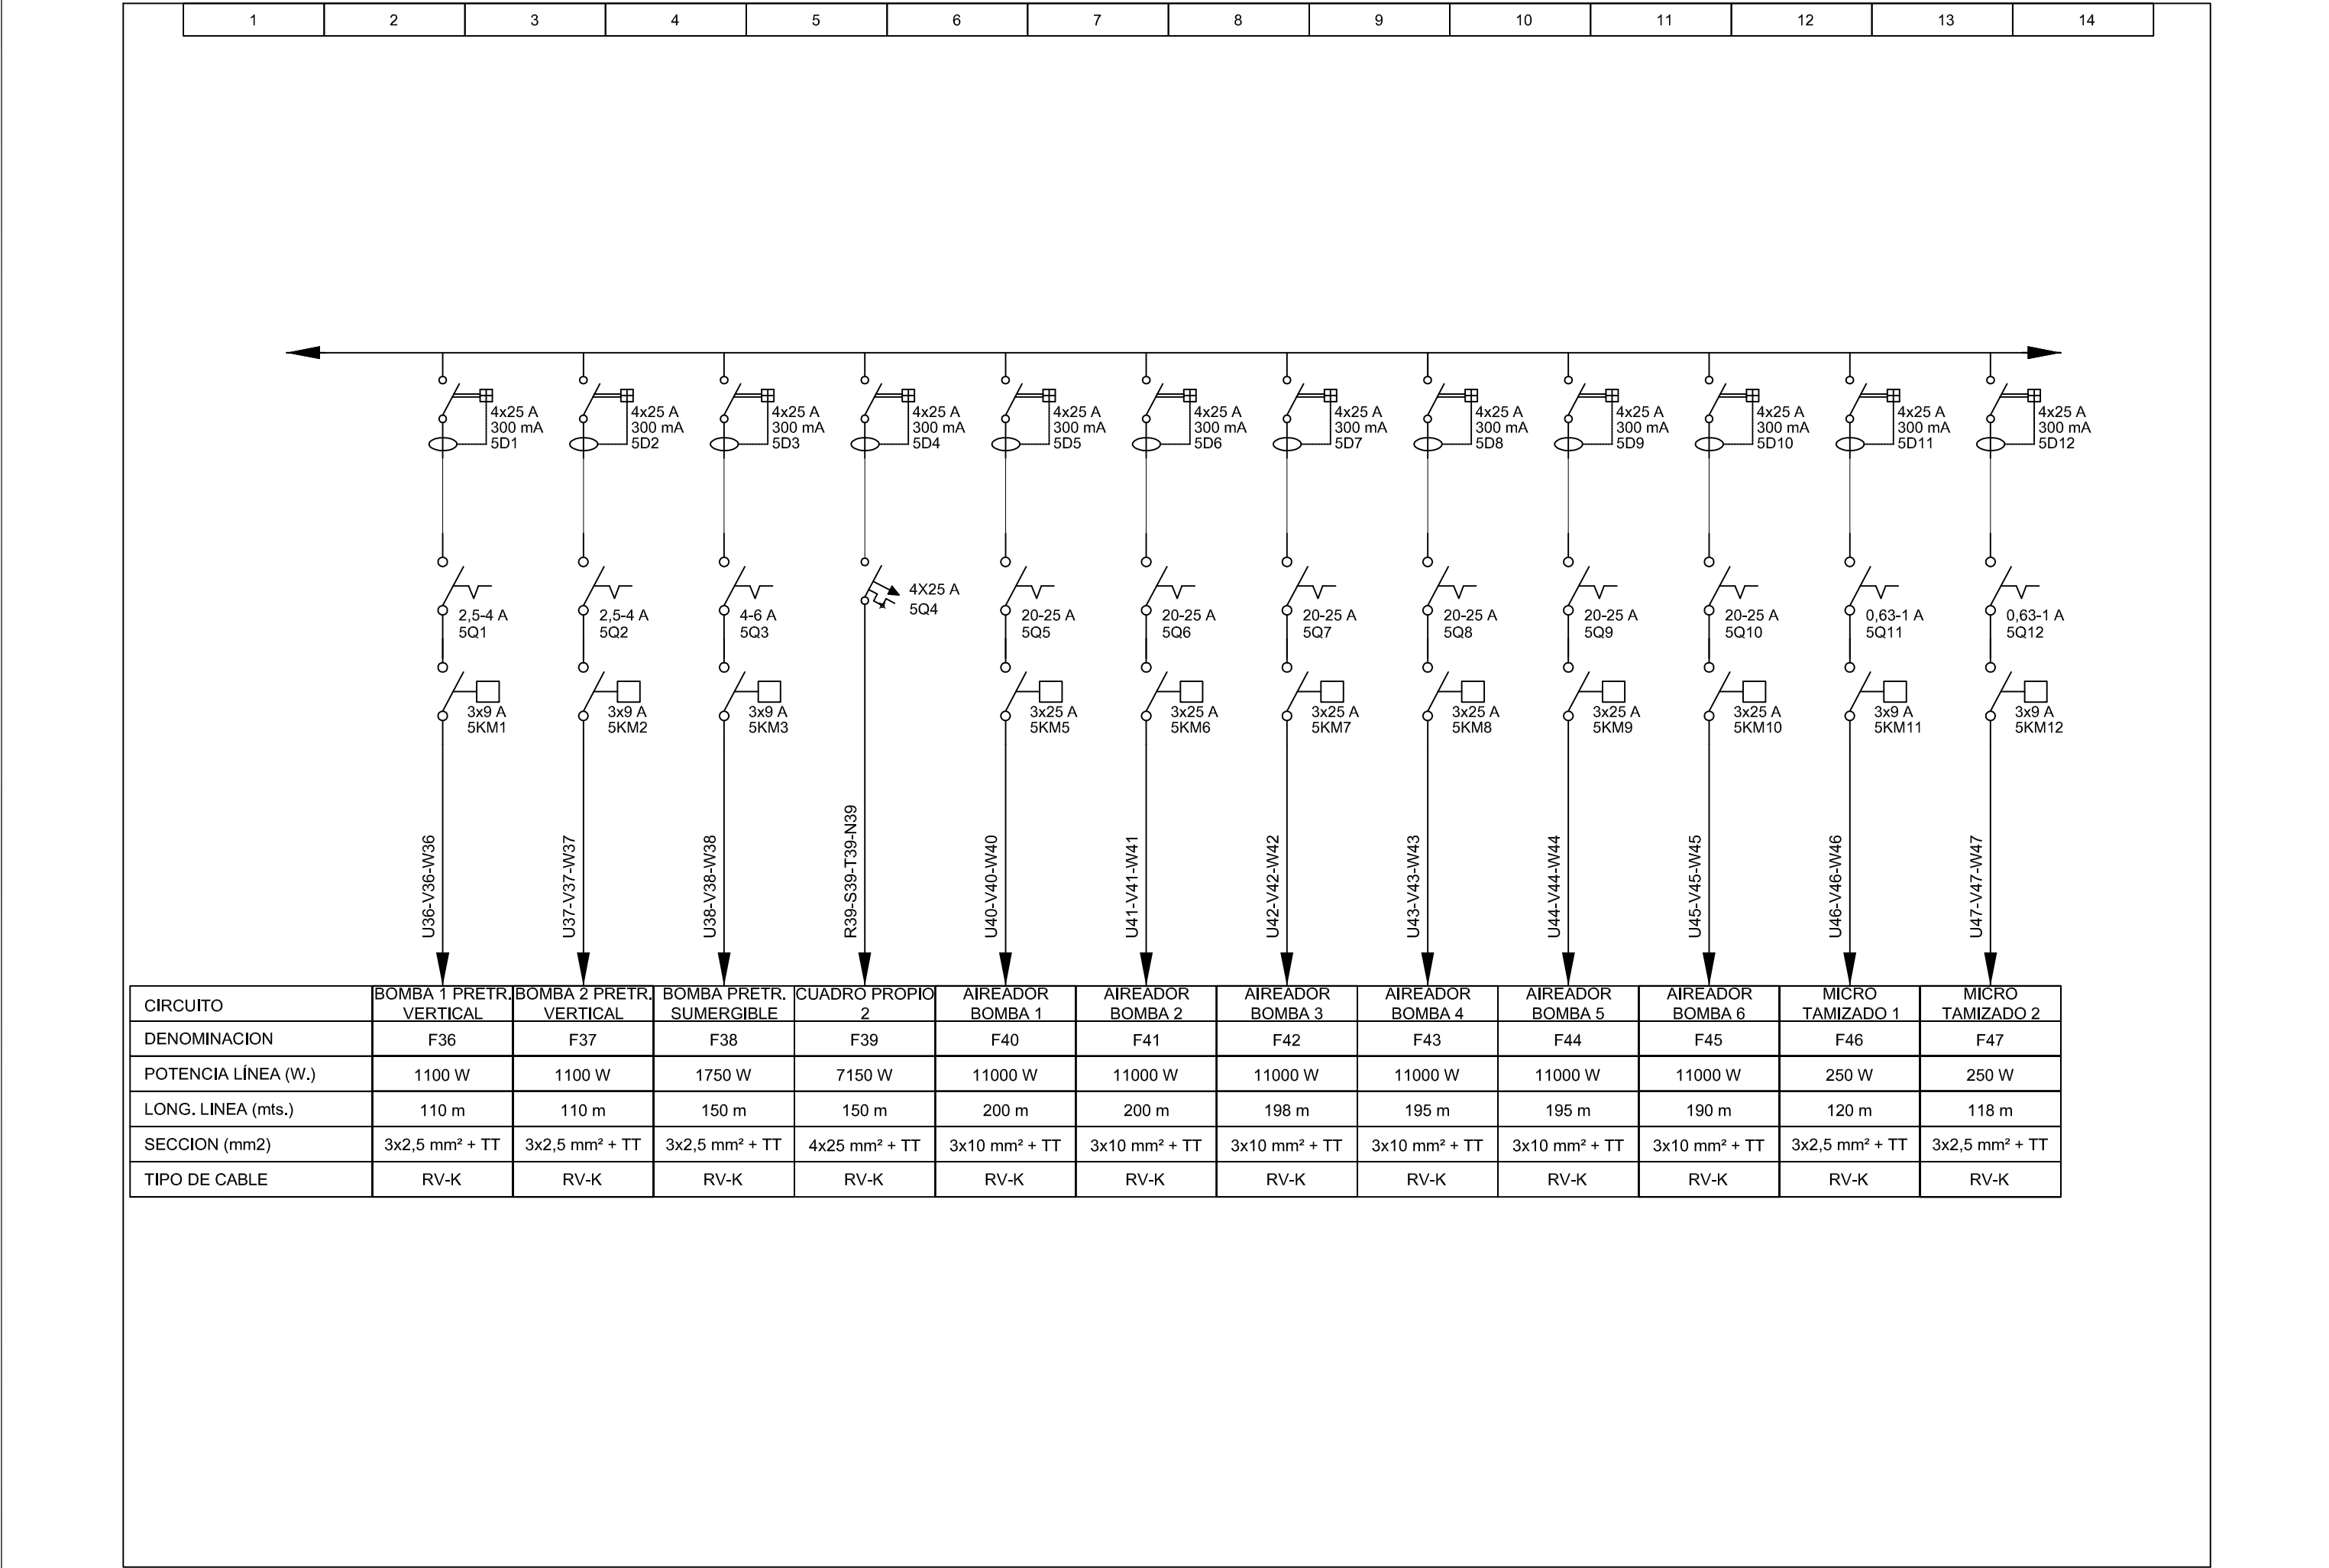 1 2 3 4 5 6 7 8 9 10 11 12 13 14
4x25 A 4x25 A 4x25 A 4x25 A 4x25 A 4x25 A 4x25 A 4x25 A 4x25 A 4x25 A 4x25 A 4x25 A
300 mA 300 mA 300 mA 300 mA 300 mA 300 mA 300 mA 300 mA 300 mA 300 mA 300 mA 300 mA
5D1 5D2 5D3 5D4 5D5 5D6 5D7 5D8 5D9 5D10 5D11 5D12
4X25 A
5Q4
2,5-4 A 2,5-4 A 4-6 A 20-25 A 20-25 A 20-25 A 20-25 A 20-25 A 20-25 A 0,63-1 A 0,63-1 A
5Q1 5Q2 5Q3 5Q5 5Q6 5Q7 5Q8 5Q9 5Q10 5Q11 5Q12
3x9 A 3x9 A 3x9 A 3x25 A 3x25 A 3x25 A 3x25 A 3x25 A 3x25 A 3x9 A 3x9 A
5KM1 5KM2 5KM3 5KM5 5KM6 5KM7 5KM8 5KM9 5KM10 5KM11 5KM12
U36-V36-W36
U37-V37-W37
U38-V38-W38
R39-S39-T39-N39
U40-V40-W40
U41-V41-W41
U42-V42-W42
U43-V43-W43
U44-V44-W44
U45-V45-W45
U46-V46-W46
U47-V47-W47
CIRCUITO
BOMBA 1 PRETR.
VERTICAL
BOMBA 2 PRETR.
VERTICAL
BOMBA PRETR.
SUMERGIBLE
CUADRO PROPIO
2
AIREADOR
BOMBA 1
AIREADOR
BOMBA 2
AIREADOR
BOMBA 3
AIREADOR
BOMBA 4
AIREADOR
BOMBA 5
AIREADOR
BOMBA 6
MICRO
TAMIZADO 1
MICRO
TAMIZADO 2
DENOMINACION F36 F37 F38 F39 F40 F41 F42 F43 F44 F45 F46 F47
POTENCIA LÍNEA (W.) 1100 W 1100 W 1750 W 7150 W 11000 W 11000 W 11000 W 11000 W 11000 W 11000 W 250 W 250 W
LONG. LINEA (mts.) 110 m 110 m 150 m 150 m 200 m 200 m 198 m 195 m 195 m 190 m 120 m 118 m
SECCION (mm2) 3x2,5 mm² + TT 3x2,5 mm² + TT 3x2,5 mm² + TT 4x25 mm² + TT 3x10 mm² + TT 3x10 mm² + TT 3x10 mm² + TT 3x10 mm² + TT 3x10 mm² + TT 3x10 mm² + TT 3x2,5 mm² + TT 3x2,5 mm² + TT
TIPO DE CABLE RV-K RV-K RV-K RV-K RV-K RV-K RV-K RV-K RV-K RV-K RV-K RV-K